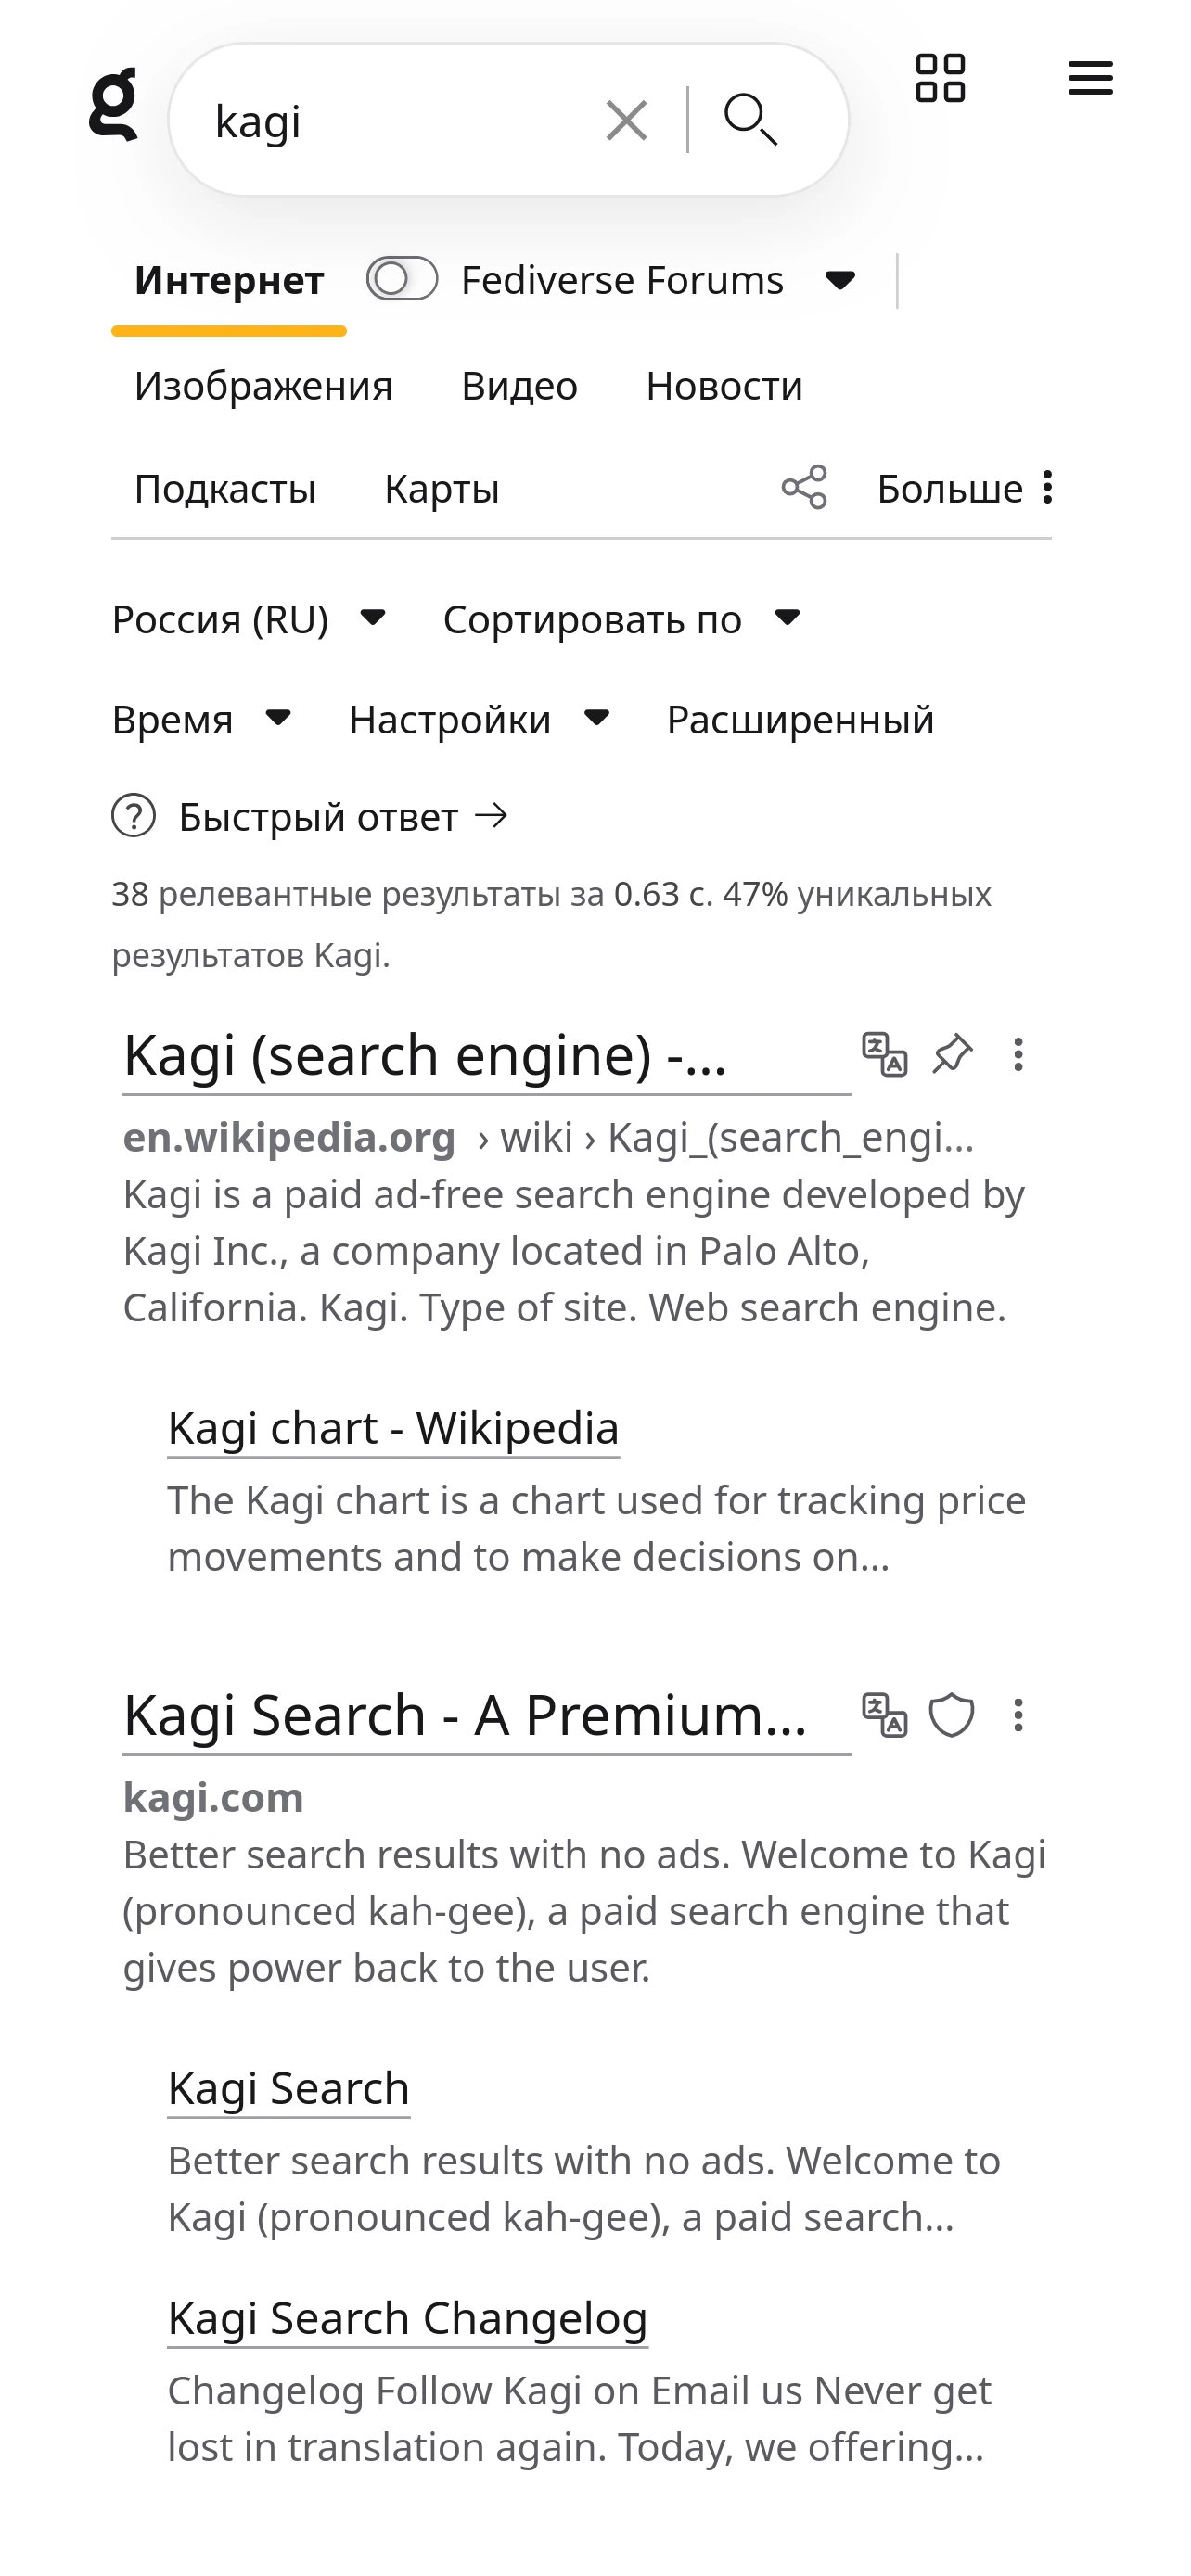 kagi
Интернет Fediverse Forums
Изображения Видео Новости
Подкасты Карты Больше
Россия (RU) Сортировать по
Время Настройки Расширенный
Быстрый ответ →
38 релевантные результаты за 0.63 с. 47% уникальных
результатов Kagi.
Kagi (search engine) -...
en.wikipedia.org › wiki › Kagi_(search_engi...
Kagi is a paid ad-free search engine developed by
Kagi Inc., a company located in Palo Alto,
California. Kagi. Type of site. Web search engine.
Kagi chart - Wikipedia
The Kagi chart is a chart used for tracking price
movements and to make decisions on...
Kagi Search - A Premium...
kagi.com
Better search results with no ads. Welcome to Kagi
(pronounced kah-gee), a paid search engine that
gives power back to the user.
Kagi Search
Better search results with no ads. Welcome to
Kagi (pronounced kah-gee), a paid search...
Kagi Search Changelog
Changelog Follow Kagi on Email us Never get
lost in translation again. Today, we offering...